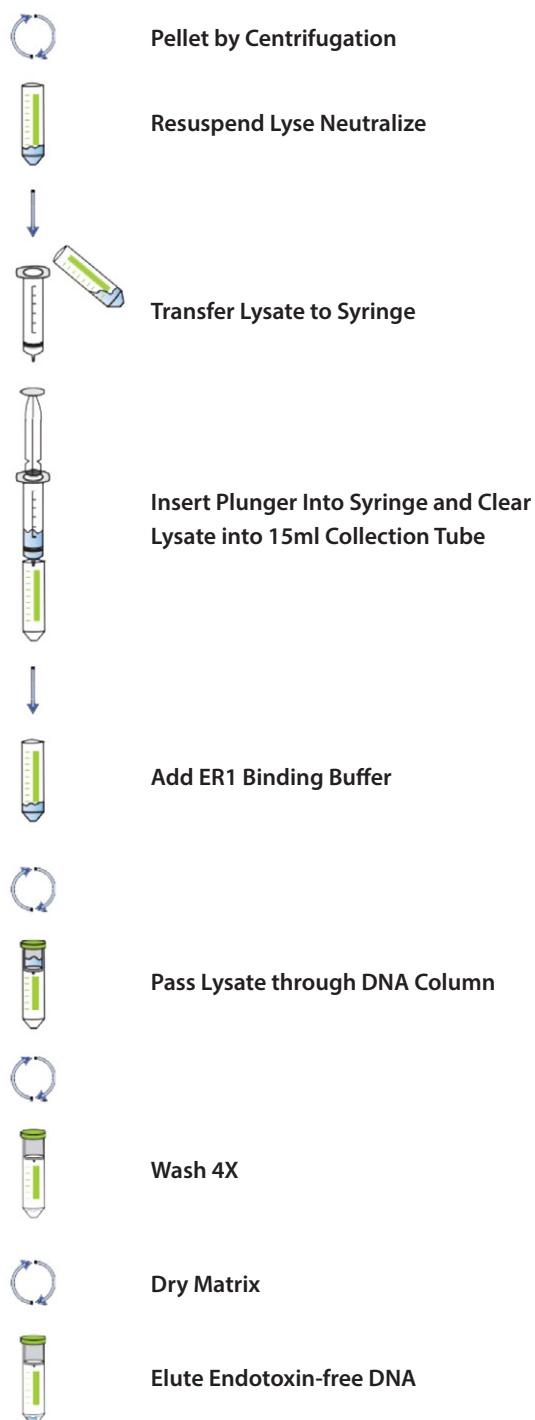 Pellet by Centrifugation
Resuspend Lyse Neutralize
Transfer Lysate to Syringe
Insert Plunger Into Syringe and Clear
Lysate into 15ml Collection Tube
Add ER1 Binding Buffer
Pass Lysate through DNA Column
Wash 4X
Dry Matrix
Elute Endotoxin-free DNA